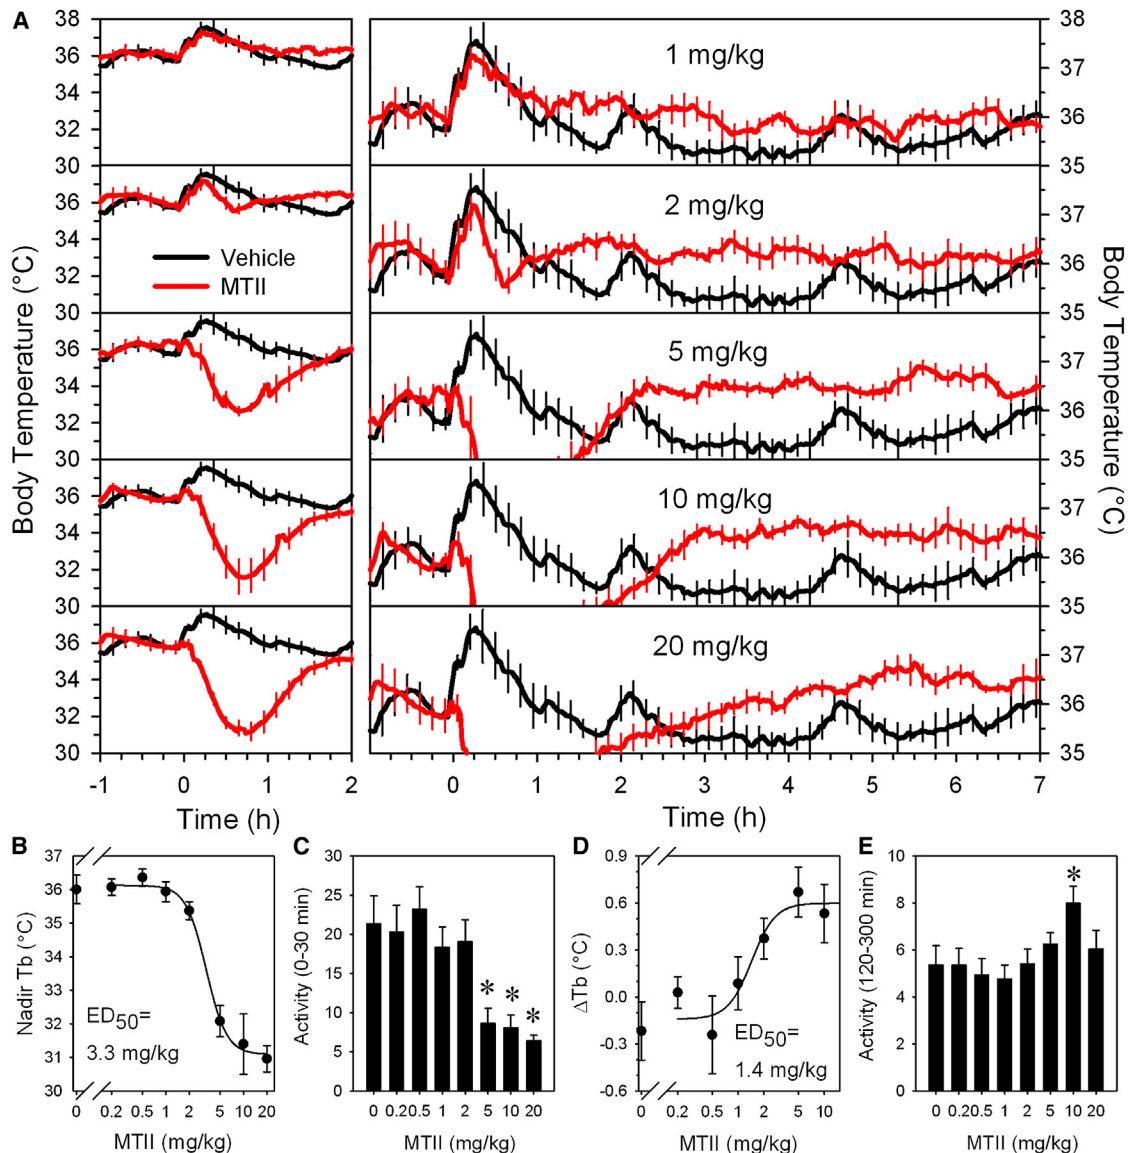 A
38
36
34
32
30
36
34
32
30
36
34
32
30
36
34
32
30
36
34
32
30
Body Temperature (°C)
Vehicle
MTII
-1 0 1 2
Time (h)
1 mg/kg
2 mg/kg
5 mg/kg
10 mg/kg
20 mg/kg
38
37
36
35
37
36
35
37
36
35
37
36
35
37
36
35
Body Temperature (°C)
0 1 2 3 4 5 6 7
Time (h)
B
37
36
35
34
33
32
31
30
Nadir Tb (°C)
ED50=
3.3 mg/kg
0 0.2 0.5 1 2 5 10 20
MTII (mg/kg)
C
30
25
20
15
10
5
0
Activity (0-30 min)
* * *
0 0.20.5 1 2 5 10 20
MTII (mg/kg)
D
0.9
0.6
0.3
0.0
-0.3
-0.6
ΔTb (°C)
ED50=
1.4 mg/kg
0 0.2 0.5 1 2 5 10
MTII (mg/kg)
E
10
8
6
4
2
0
Activity (120-300 min)
*
0 0.20.5 1 2 5 10 20
MTII (mg/kg)